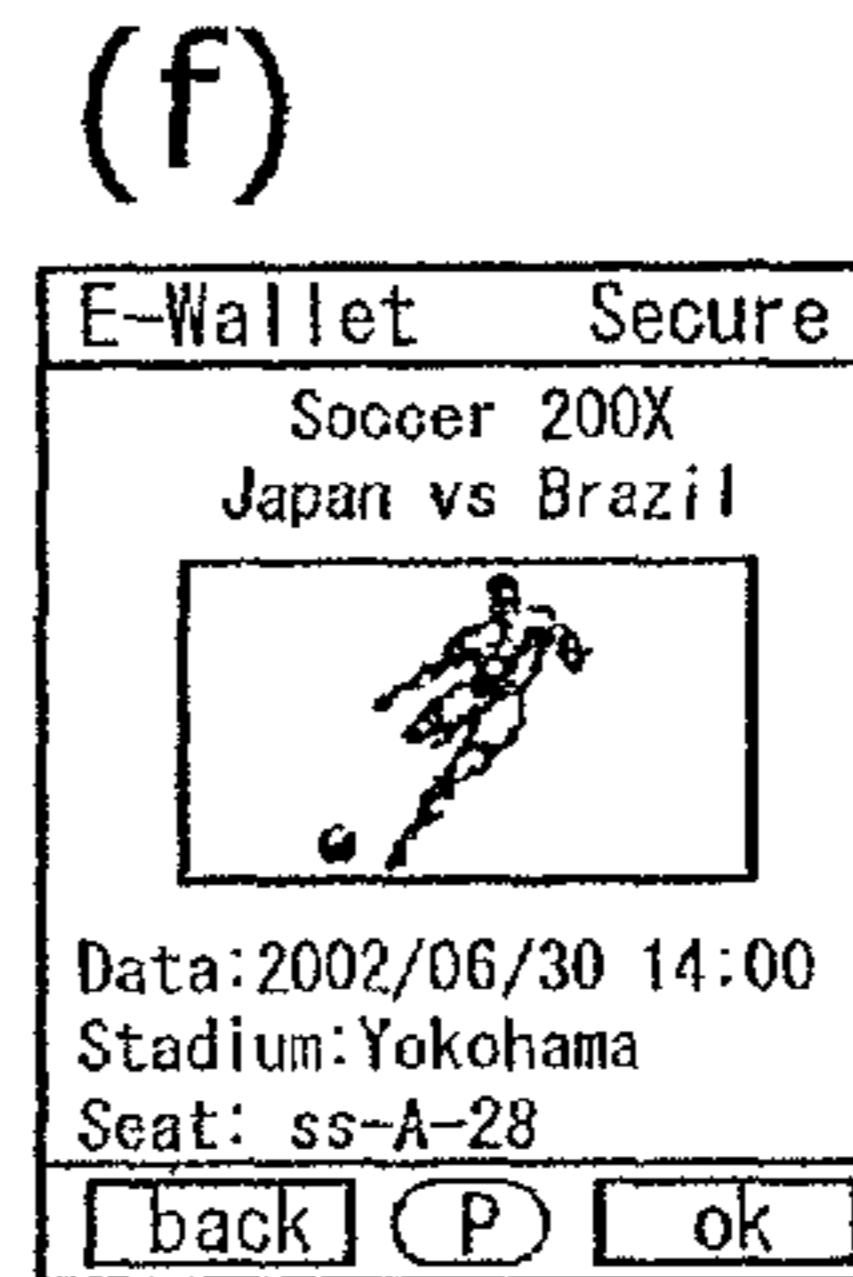 (f)
E-Wallet Secure
Soccer 200X
Japan vs Brazil
Data:2002/06/30 14:00
Stadium:Yokohama
Seat: ss-A-28
back P ok